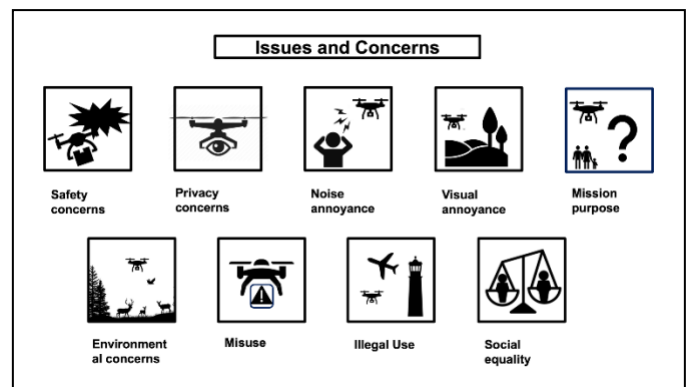 Issues and Concerns
Safety
concerns
Privacy
concerns
Noise
annoyance
Visual
annoyance
Mission
purpose
?
Environment
al concerns
Misuse
Illegal Use
Social
equality